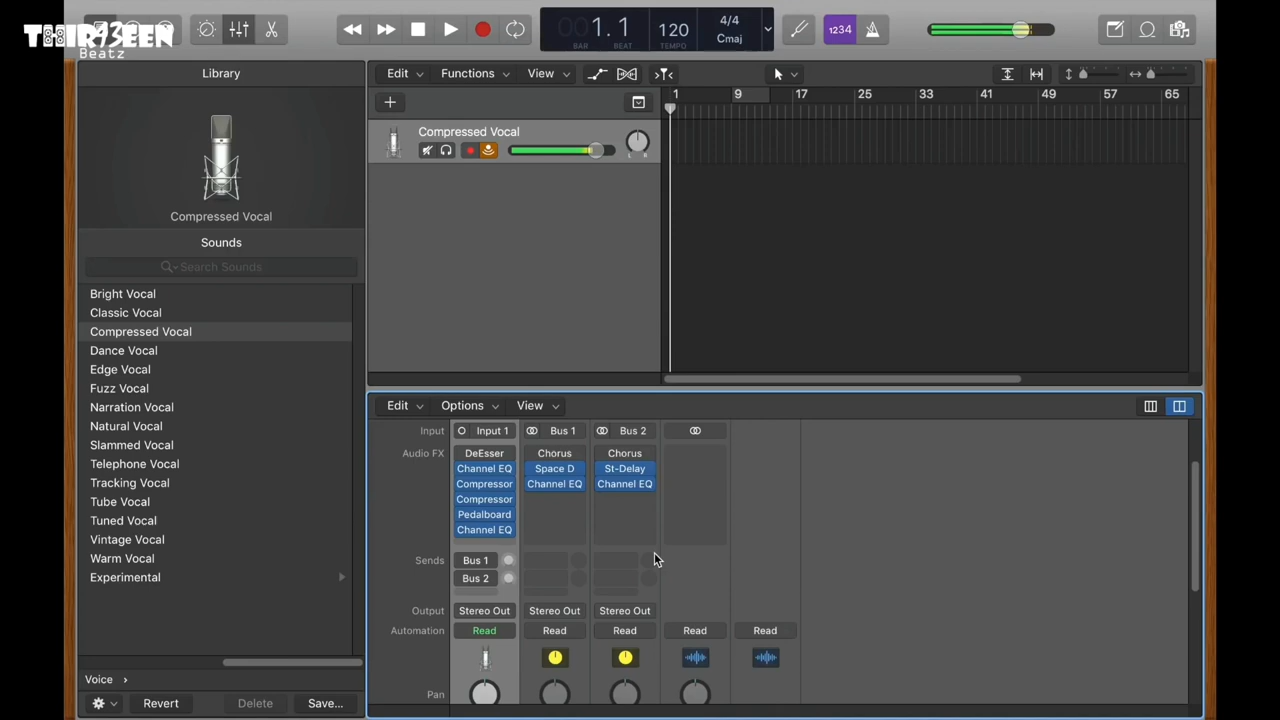 TH1R13EEN
Beatz
1.1
BAR
BEAT
120
TEMPO
4/4
Cmaj
1234
Library
Compressed Vocal
Sounds
Search Sounds
Bright Vocal
Classic Vocal
Compressed Vocal
Dance Vocal
Edge Vocal
Fuzz Vocal
Narration Vocal
Natural Vocal
Slammed Vocal
Telephone Vocal
Tracking Vocal
Tube Vocal
Tuned Vocal
Vintage Vocal
Warm Vocal
Experimental
Voice
Revert
Delete
Save...
Edit Functions View
1 9 17 25 33 41 49 57 65
Compressed Vocal
L R
Edit Options View
Input Input 1 Bus 1 Bus 2
Audio FX DeEsser Chorus Chorus
Channel EQ Space D St-Delay
Compressor Channel EQ Channel EQ
Compressor
Pedalboard
Channel EQ
Sends Bus 1
Bus 2
Output Stereo Out Stereo Out Stereo Out
Automation Read Read Read Read Read
Pan